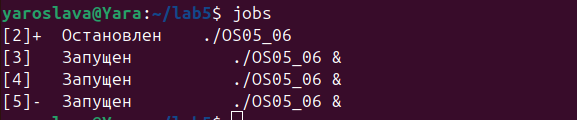 yaroslava@Yara:~/lab5$ jobs
[2]+  Остановлен    ./OS05_06
[3]   Запущен          ./OS05_06 &
[4]   Запущен          ./OS05_06 &
[5]-  Запущен          ./OS05_06 &